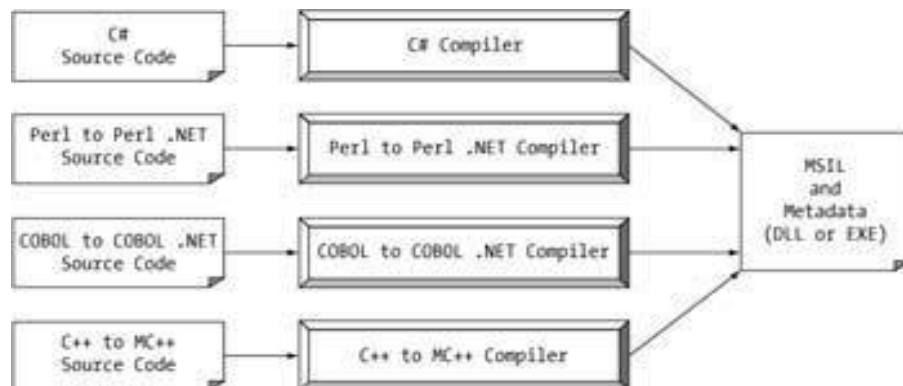 C#
Source Code
C# Compiler
Perl to Perl .NET
Source Code
Perl to Perl .NET Compiler
MSIL
and
Metadata
(DLL or EXE)
COBOL to COBOL .NET
Source Code
COBOL to COBOL .NET Compiler
C++ to MC++
Source Code
C++ to MC++ Compiler